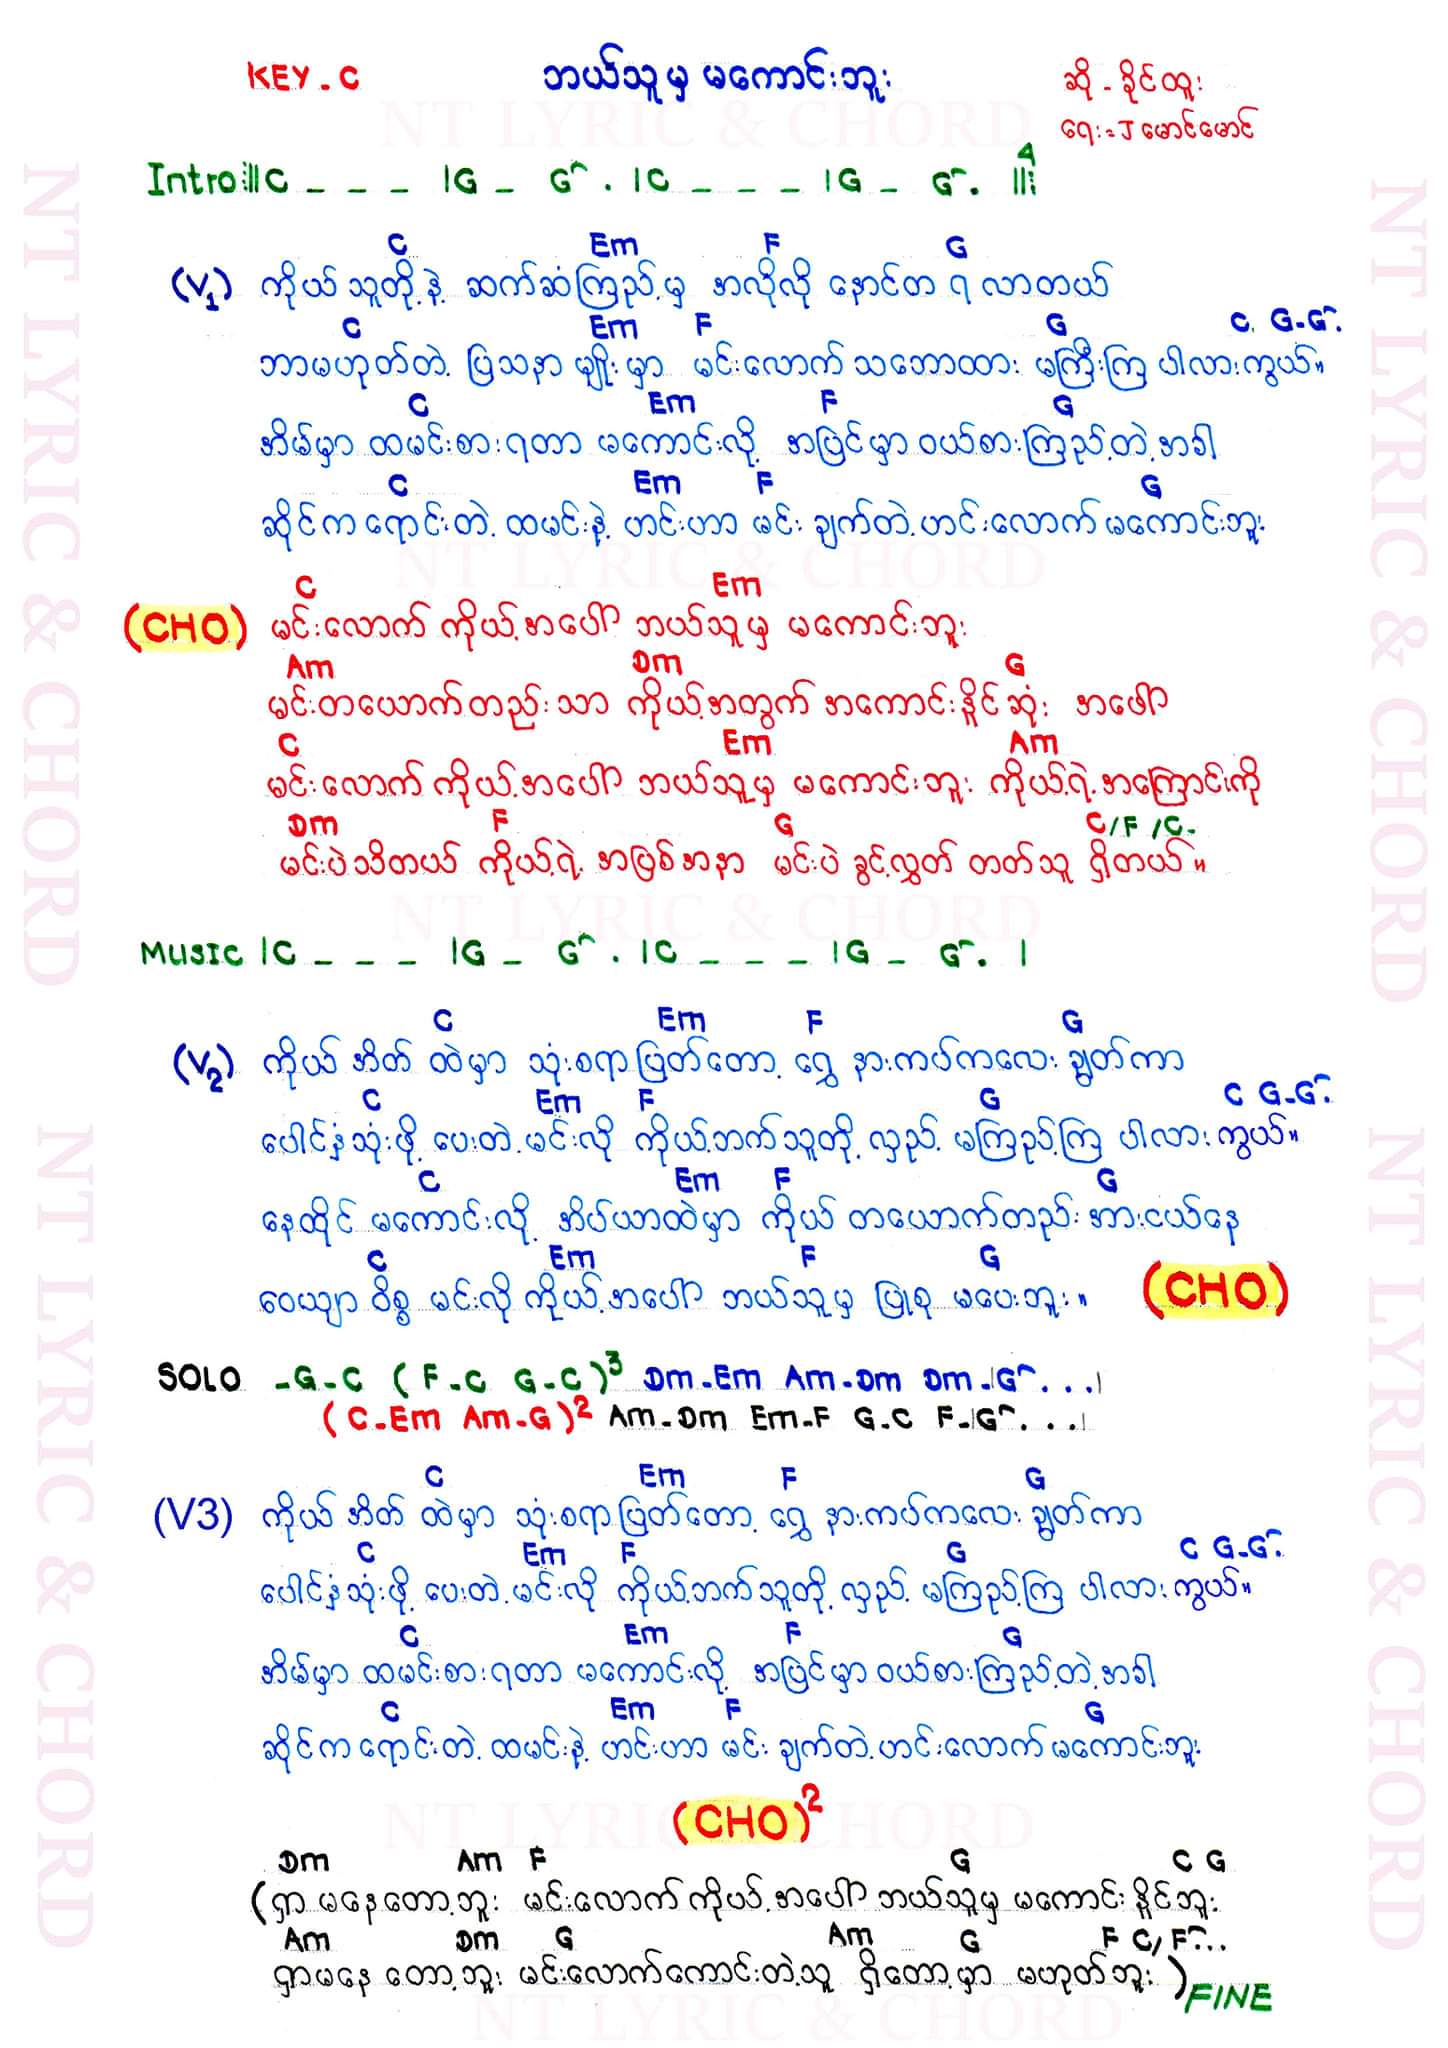 KEY - C ဘယ်သူမှ မကောင်းဘူး ဆို - ခိုင်ထူး
ရေး = J မောင်မောင်
NT LYRIC & CHORD
Intro:||C _ _ _ |G _ G^ . |C _ _ _ |G _ G^. ||: 4
C Em F G
(V1) ကိုယ် သူတို့နဲ့ ဆက်ဆံကြည့်မှ အလိုလို နောင်တ ရ လာတယ်
C Em F G C G-G^.
ဘာမဟုတ်တဲ့ ပြဿနာ မျိုးမှာ မင်းလောက် သဘောထား မကြီးကြ ပါလားကွယ်။
C Em F G
အိမ်မှာ ထမင်းစားရတာ မကောင်းလို့ အပြင်မှာ ဝယ်စားကြည့်တဲ့အခါ
C Em F G
ဆိုင်က ရောင်းတဲ့ ထမင်းနဲ့ ဟင်းဟာ မင်း ချက်တဲ့ဟင်းလောက် မကောင်းဘူး
NT LYRIC & CHORD
C Em
(CHO) မင်းလောက် ကိုယ့်အပေါ် ဘယ်သူမှ မကောင်းဘူး
Am Dm G
မင်းတယောက်တည်းသာ ကိုယ့်အတွက် အကောင်းနိုင်ဆုံး အဖေါ်
C Em Am
မင်းလောက် ကိုယ့်အပေါ် ဘယ်သူမှ မကောင်းဘူး ကိုယ့်ရဲ့အကြောင်းကို
Dm F G C/F/C-
မင်းပဲသိတယ် ကိုယ့်ရဲ့ အပြစ်အနာ မင်းပဲ ခွင့်လွှတ် တတ်သူ ရှိတယ်။
NT LYRIC & CHORD
MUSIC |C _ _ _ |G _ G^ . |C _ _ _ |G _ G^. |
C Em F G
(V2) ကိုယ် အိတ် ထဲမှာ သုံးစရာပြတ်တော့ ရွှေ နားကပ်ကလေး ချွတ်ကာ
C Em F G C G-G^.
ပေါင်နှံသုံးဖို့ ပေးတဲ့မင်းလို ကိုယ့်ဘက်သူတို့ လှည့် မကြည့်ကြ ပါလား ကွယ်။
C Em F G
နေထိုင် မကောင်းလို့ အိပ်ယာထဲမှာ ကိုယ် တယောက်တည်း အားငယ်နေ
C Em F G
ဝေယျာ ဝိစ္စ မင်းလို ကိုယ့်အပေါ် ဘယ်သူမှ ပြုစု မပေးဘူး။ (CHO)
SOLO -G-C (F-C G-C)3 Dm-Em Am-Dm Dm-|G^...|
(C-Em Am-G)2 Am-Dm Em-F G-C F-|G^...|
C Em F G
(V3) ကိုယ် အိတ် ထဲမှာ သုံးစရာပြတ်တော့ ရွှေ နားကပ်ကလေး ချွတ်ကာ
C Em F G C G-G^.
ပေါင်နှံသုံးဖို့ ပေးတဲ့မင်းလို ကိုယ့်ဘက်သူတို့ လှည့် မကြည့်ကြ ပါလား ကွယ်။
C Em F G
အိမ်မှာ ထမင်းစားရတာ မကောင်းလို့ အပြင်မှာ ဝယ်စားကြည့်တဲ့အခါ
C Em F G
ဆိုင်က ရောင်းတဲ့ ထမင်းနဲ့ ဟင်းဟာ မင်း ချက်တဲ့ဟင်းလောက် မကောင်းဘူး
(CHO)2
NT LYRIC & CHORD
Dm Am F G C G
(ရှာ မနေတော့ဘူး မင်းလောက် ကိုယ့်အပေါ် ဘယ်သူမှ မကောင်း နိုင်ဘူး
Am Dm G Am G F C/F^...
ရှာမနေ တော့ဘူး မင်းလောက်ကောင်းတဲ့သူ ရှိတော့မှာ မဟုတ်ဘူး) FINE
NT LYRIC & CHORD
NT LYRIC & CHORD
NT LYRIC & CHORD
NT LYRIC & CHORD
NT LYRIC & CHORD